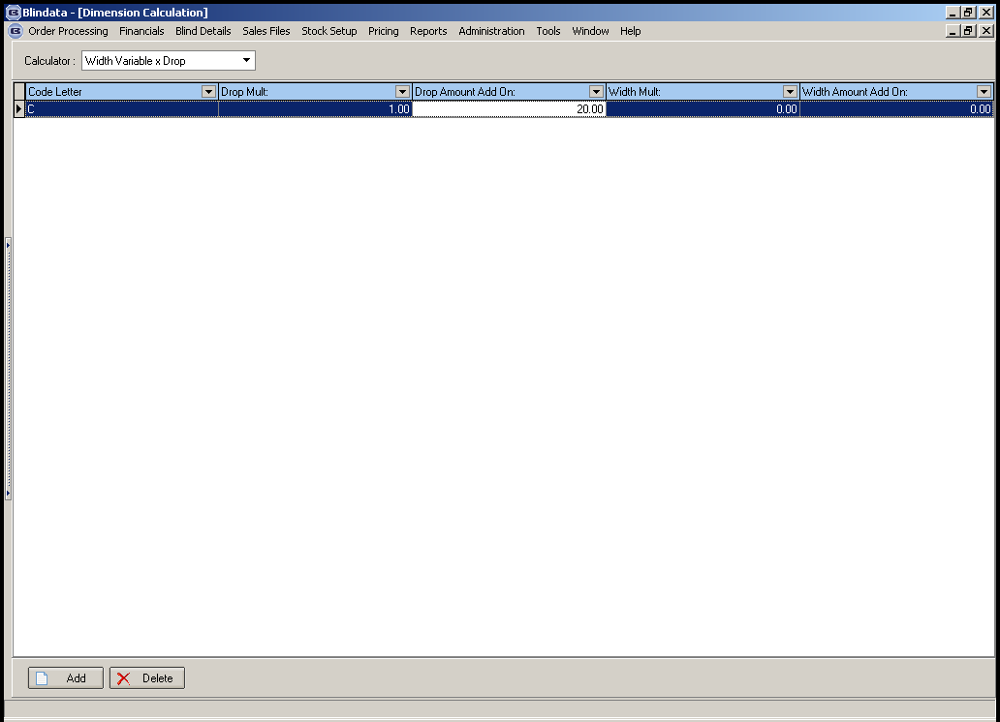 Blindata - [Dimension Calculation]
Order Processing Financials Blind Details Sales Files Stock Setup Pricing Reports Administration Tools Window Help
Calculator : Width Variable x Drop
Code Letter Drop Mult: Drop Amount Add On: Width Mult: Width Amount Add On:
C 1.00 20.00 0.00 0.00
Add Delete